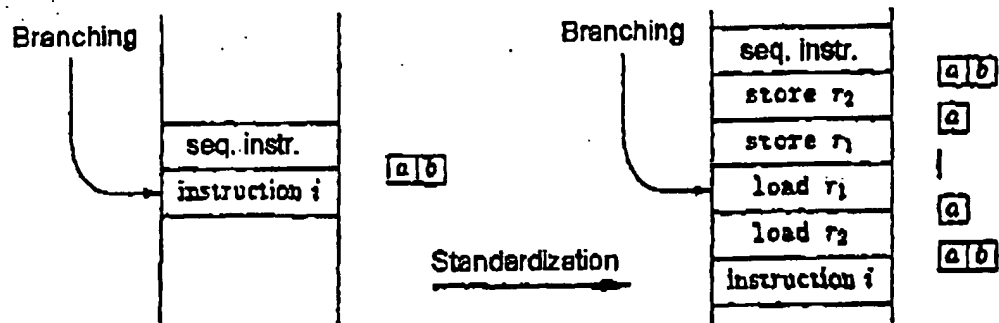 Branching
seq. instr.
instruction i
a b
Standardization
Branching
seq. instr.
store r2
store r1
load r1
load r2
instruction i
a b
a
a
a b